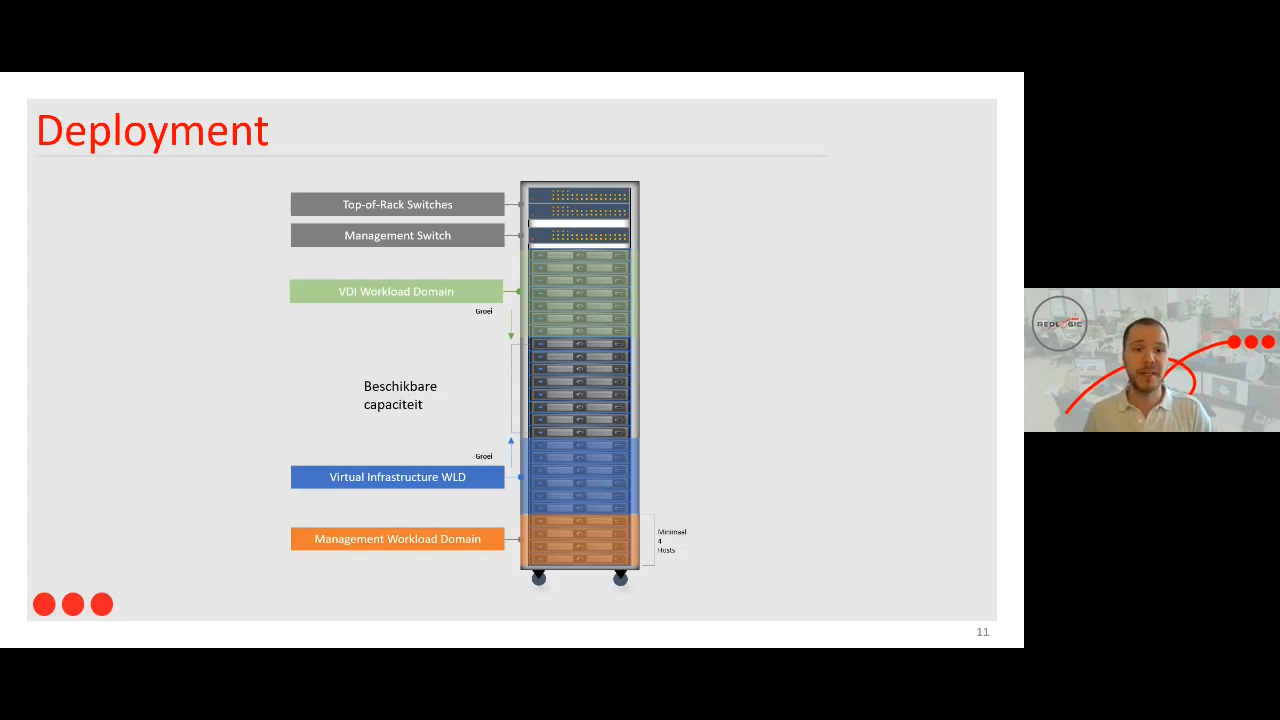 Deployment
Top-of-Rack Switches
Management Switch
VDI Workload Domain
Groei
Beschikbare
capaciteit
Groei
Virtual Infrastructure WLD
Management Workload Domain
Minimaal
4
Hosts
11
REDLOGIC